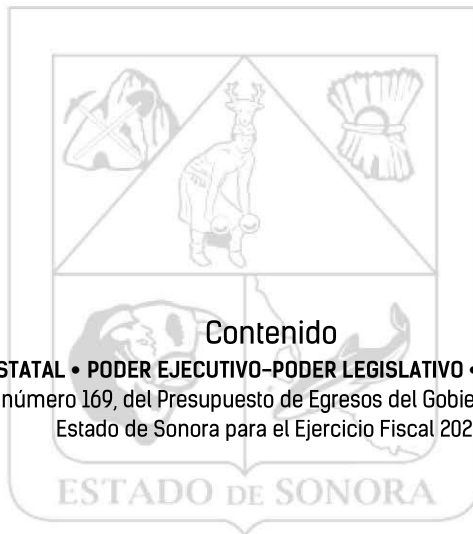 Contenido
ESTATAL • PODER EJECUTIVO-PODER LEGISLATIVO •
número 169, del Presupuesto de Egresos del
Estado de Sonora para el Ejercicio Fiscal
ESTADO DE SONORA